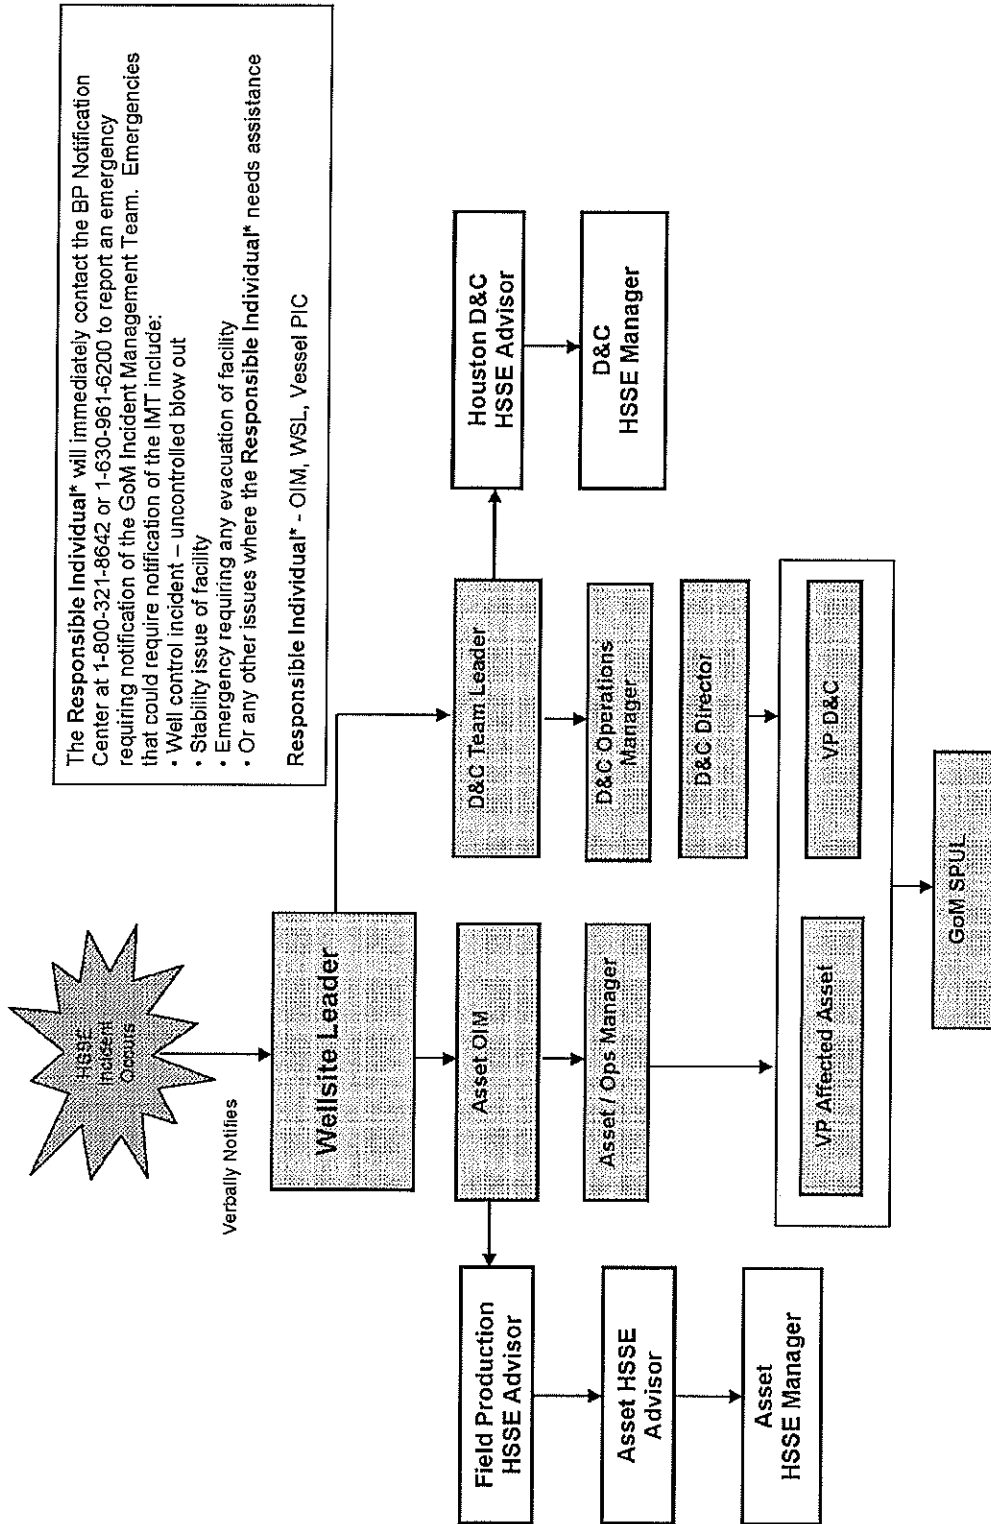 HSSE
Incident
Occurs
Verbally Notifies
The Responsible Individual* will immediately contact the BP Notification
Center at 1-800-321-8642 or 1-630-961-6200 to report an emergency
requiring notification of the GoM Incident Management Team. Emergencies
that could require notification of the IMT include:
• Well control incident – uncontrolled blow out
• Stability issue of facility
• Emergency requiring any evacuation of facility
• Or any other issues where the Responsible Individual* needs assistance
Responsible Individual* - OIM, WSL, Vessel PIC
Wellsite Leader
Field Production
HSSE Advisor
Asset OIM
D&C Team Leader
Houston D&C
HSSE Advisor
Asset HSSE
Advisor
Asset / Ops Manager
D&C Operations
Manager
D&C
HSSE Manager
D&C Director
Asset
HSSE Manager
VP Affected Asset
VP D&C
GoM SPUL